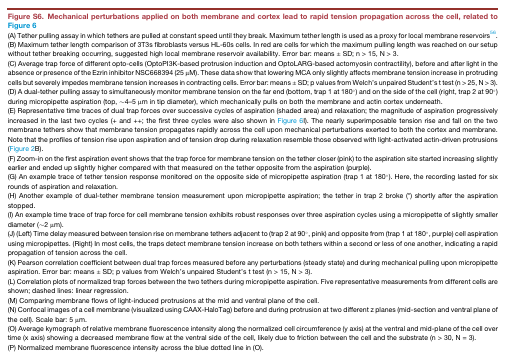 Figure S6. Mechanical perturbations applied on both membrane and cortex lead to rapid tension propagation across the cell, related to
Figure 6
(A) Tether pulling assay in which tethers are pulled at constant speed until they break. Maximum tether length is used as a proxy for local membrane reservoirs⁵⁶.
(B) Maximum tether length comparison of 3T3s fibroblasts versus HL-60s cells. In red are cells for which the maximum pulling length was reached on our setup
without tether breaking occurring, suggested high local membrane reservoir availability. Error bar: means ± SD; n > 15, N > 3.
(C) Average trap force of different opto-cells (OptoPI3K-based protrusion induction and OptoLARG-based actomyosin contractility), before and after light in the
absence or presence of the Ezrin inhibitor NSC668394 (25 μM). These data show that lowering MCA only slightly affects membrane tension increase in protruding
cells but severely impedes membrane tension increases in contracting cells. Error bar: means ± SD; p values from Welch's unpaired Student's t test (n > 25, N > 3).
(D) A dual-tether pulling assay to simultaneously monitor membrane tension on the far end (bottom, trap 1 at 180°) and on the side of the cell (right, trap 2 at 90°)
during micropipette aspiration (top, ~4–5 μm in tip diameter), which mechanically pulls on both the membrane and actin cortex underneath.
(E) Representative time traces of dual trap forces over successive cycles of aspiration (shaded area) and relaxation; the magnitude of aspiration progressively
increased in the last two cycles (+ and ++; the first three cycles were also shown in Figure 6I). The nearly superimposable tension rise and fall on the two
membrane tethers show that membrane tension propagates rapidly across the cell upon mechanical perturbations exerted to both the cortex and membrane.
Note that the profiles of tension rise upon aspiration and of tension drop during relaxation resemble those observed with light-activated actin-driven protrusions
(Figure 2B).
(F) Zoom-in on the first aspiration event shows that the trap force for membrane tension on the tether closer (pink) to the aspiration site started increasing slightly
earlier and ended up slightly higher compared with that measured on the tether opposite from the aspiration (purple).
(G) An example trace of tether tension response monitored on the opposite side of micropipette aspiration (trap 1 at 180°). Here, the recording lasted for six
rounds of aspiration and relaxation.
(H) Another example of dual-tether membrane tension measurement upon micropipette aspiration; the tether in trap 2 broke (*) shortly after the aspiration
stopped.
(I) An example time trace of trap force for cell membrane tension exhibits robust responses over three aspiration cycles using a micropipette of slightly smaller
diameter (~2 μm).
(J) (Left) Time delay measured between tension rise on membrane tethers adjacent to (trap 2 at 90°, pink) and opposite from (trap 1 at 180°, purple) cell aspiration
using micropipettes. (Right) In most cells, the traps detect membrane tension increase on both tethers within a second or less of one another, indicating a rapid
propagation of tension across the cell.
(K) Pearson correlation coefficient between dual trap forces measured before any perturbations (steady state) and during mechanical pulling upon micropipette
aspiration. Error bar: means ± SD; p values from Welch's unpaired Student's t test (n > 15, N > 3).
(L) Correlation plots of normalized trap forces between the two tethers during micropipette aspiration. Five representative measurements from different cells are
shown; dashed lines: linear regression.
(M) Comparing membrane flows of light-induced protrusions at the mid and ventral plane of the cell.
(N) Confocal images of a cell membrane (visualized using CAAX-HaloTag) before and during protrusion at two different z planes (mid-section and ventral plane of
the cell). Scale bar: 5 μm.
(O) Average kymograph of relative membrane fluorescence intensity along the normalized cell circumference (y axis) at the ventral and mid-plane of the cell over
time (x axis) showing a decreased membrane flow at the ventral side of the cell, likely due to friction between the cell and the substrate (n > 30, N = 3).
(P) Normalized membrane fluorescence intensity across the blue dotted line in (O).